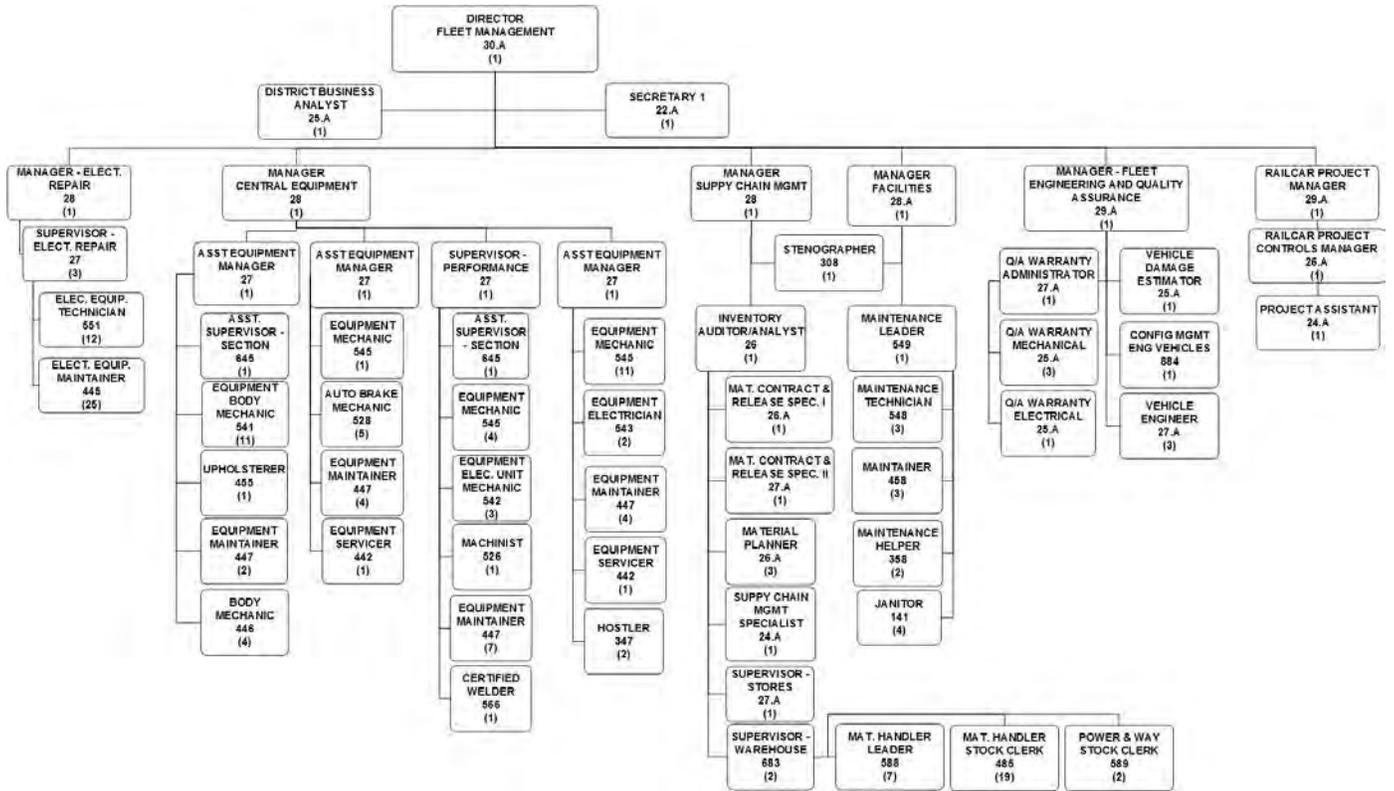 DIRECTOR
FLEET MANAGEMENT
30.A
(1)
DISTRICT BUSINESS
ANALYST
25.A
(1)
SECRETARY 1
22.A
(1)
MANAGER - ELECT.
REPAIR
28
(1)
SUPERVISOR -
ELECT. REPAIR
27
(3)
ELEC. EQUIP.
TECHNICIAN
551
(12)
ELECT. EQUIP.
MAINTAINER
445
(25)
MANAGER
CENTRAL EQUIPMENT
28
(1)
ASST EQUIPMENT
MANAGER
27
(1)
ASST.
SUPERVISOR -
SECTION
645
(1)
EQUIPMENT
BODY
MECHANIC
541
(11)
UPHOLSTERER
455
(1)
EQUIPMENT
MAINTAINER
447
(2)
BODY
MECHANIC
446
(4)
ASST EQUIPMENT
MANAGER
27
(1)
EQUIPMENT
MECHANIC
545
(1)
AUTO BRAKE
MECHANIC
528
(5)
EQUIPMENT
MAINTAINER
447
(4)
EQUIPMENT
SERVICER
442
(1)
SUPERVISOR -
PERFORMANCE
27
(1)
ASST. SUPERVISOR
- SECTION
645
(1)
EQUIPMENT
MECHANIC
545
(4)
EQUIPMENT
ELEC. UNIT
MECHANIC
542
(3)
MACHINIST
526
(1)
EQUIPMENT
MAINTAINER
447
(7)
CERTIFIED
WELDER
566
(1)
ASST EQUIPMENT
MANAGER
27
(1)
EQUIPMENT
MECHANIC
545
(11)
EQUIPMENT
ELECTRICIAN
543
(2)
EQUIPMENT
MAINTAINER
447
(4)
EQUIPMENT
SERVICER
442
(1)
HOSTLER
347
(2)
MANAGER
SUPPLY CHAIN MGMT
28
(1)
MANAGER
FACILITIES
28.A
(1)
STENOGRAPHER
308
(1)
INVENTORY
AUDITOR/ANALYST
26
(1)
MAT. CONTRACT &
RELEASE SPEC. I
26.A
(1)
MAT. CONTRACT &
RELEASE SPEC. II
27.A
(1)
MATERIAL
PLANNER
26.A
(3)
SUPPY CHAIN
MGMT
SPECIALIST
24.A
(1)
SUPERVISOR -
STORES
27.A
(1)
SUPERVISOR -
WAREHOUSE
683
(2)
MAT. HANDLER
LEADER
588
(7)
MAT. HANDLER
STOCK CLERK
485
(19)
POWER & WAY
STOCK CLERK
589
(2)
MAINTENANCE
LEADER
549
(1)
MAINTENANCE
TECHNICIAN
548
(3)
MAINTAINER
458
(3)
MAINTENANCE
HELPER
358
(2)
JANITOR
141
(4)
MANAGER - FLEET
ENGINEERING AND QUALITY
ASSURANCE
29.A
(1)
Q/A WARRANTY
ADMINISTRATOR
27.A
(1)
Q/A WARRANTY
MECHANICAL
25.A
(3)
Q/A WARRANTY
ELECTRICAL
25.A
(1)
VEHICLE
DAMAGE
ESTIMATOR
25.A
(1)
CONFIG MGMT
ENG VEHICLES
884
(1)
VEHICLE
ENGINEER
27.A
(3)
RAILCAR PROJECT
MANAGER
29.A
(1)
RAILCAR PROJECT
CONTROLS MANAGER
26.A
(1)
PROJECT ASSISTANT
24.A
(1)